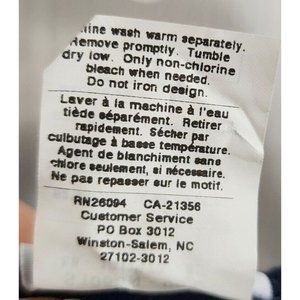 ine wash warm separately.
Remove promptly. Tumble
dry low. Only non-chlorine
bleach when needed.
Do not iron design.
Laver à la machine à l'eau
tiède séparément. Retirer
rapidement. Sécher par
culbutage à basse température.
Agent de blanchiment sans
chlore seulement, si nécessaire.
Ne pas repasser sur le motif.
RN26094 CA-21356
Customer Service
PO Box 3012
Winston-Salem, NC
27102-3012